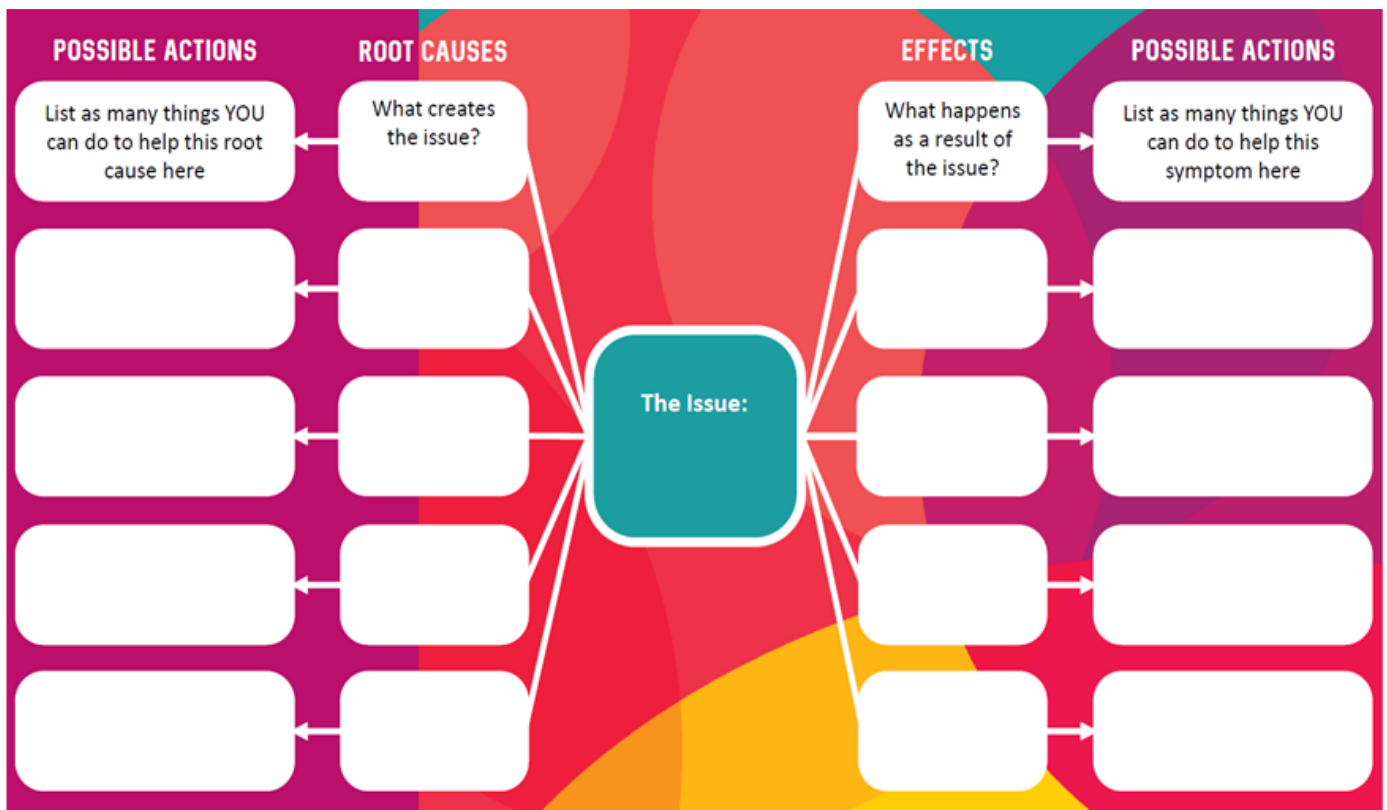 POSSIBLE ACTIONS
ROOT CAUSES
EFFECTS
POSSIBLE ACTIONS
List as many things YOU
can do to help this root
cause here
What creates
the issue?
What happens
as a result of
the issue?
List as many things YOU
can do to help this
symptom here
The Issue: